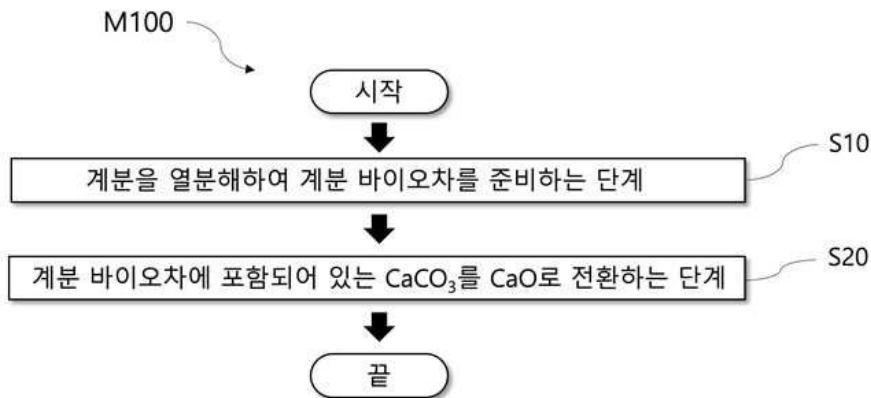 M100
시작
S10
계분을 열분해하여 계분 바이오차를 준비하는 단계
S20
계분 바이오차에 포함되어 있는 CaCO₃를 CaO로 전환하는 단계
끝